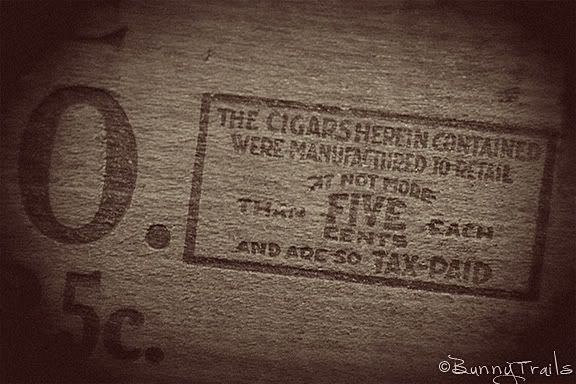 O.
5c.
THE CIGARS HEREIN CONTAINED
WERE MANUFACTURED TO RETAIL
AT NOT MORE
THAN FIVE CENTS EACH
AND ARE SO TAX-PAID
©BunnyTrails